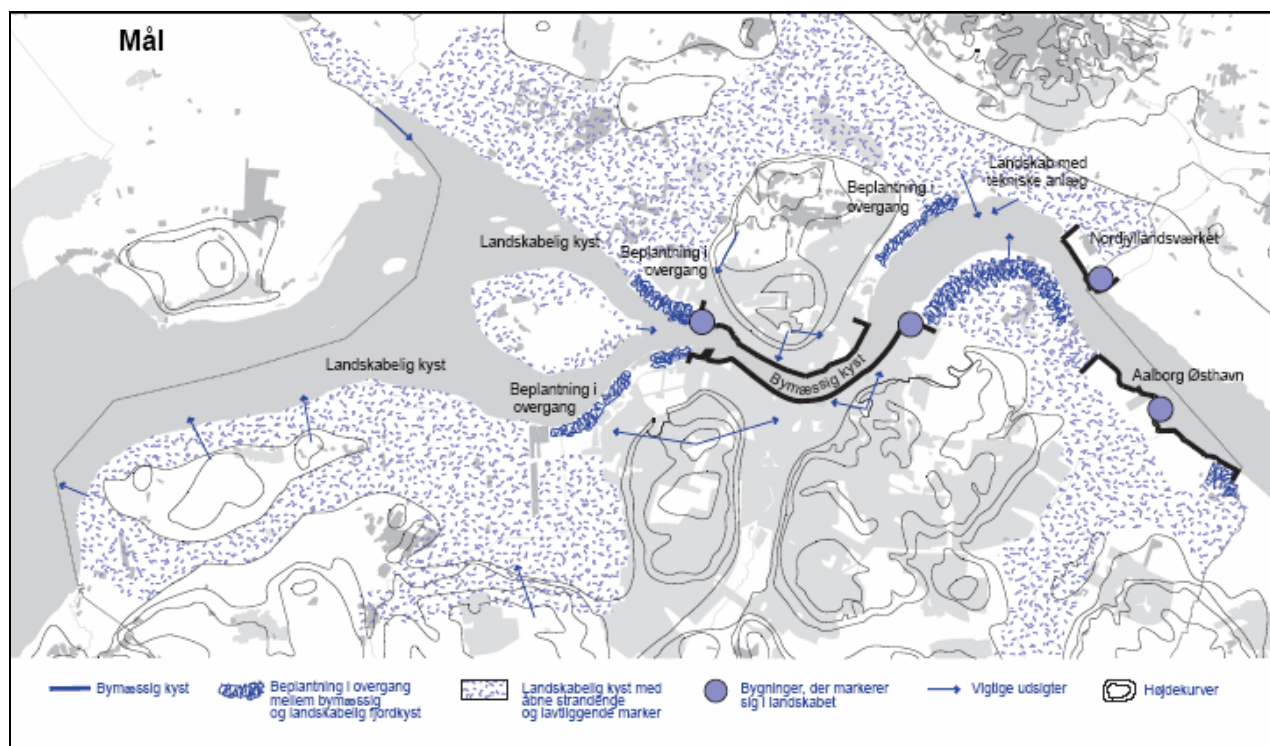 Mål
Landskab med
tekniske anlæg
Beplantning i
overgang
Nordjyllandsværket
Landskabelig kyst
Beplantning i
overgang
Landskabelig kyst
Bymæssig kyst
Aalborg Østhavn
Beplantning i
overgang
Bymæssig kyst
Beplantning i overgang
mellem bymæssig
og landskabelig fjordkyst
Landskabelig kyst med
åbne strandende
og lavtliggende marker
Bygninger, der markerer
sig i landskabet
Vigtige udsigter
Højdekurver